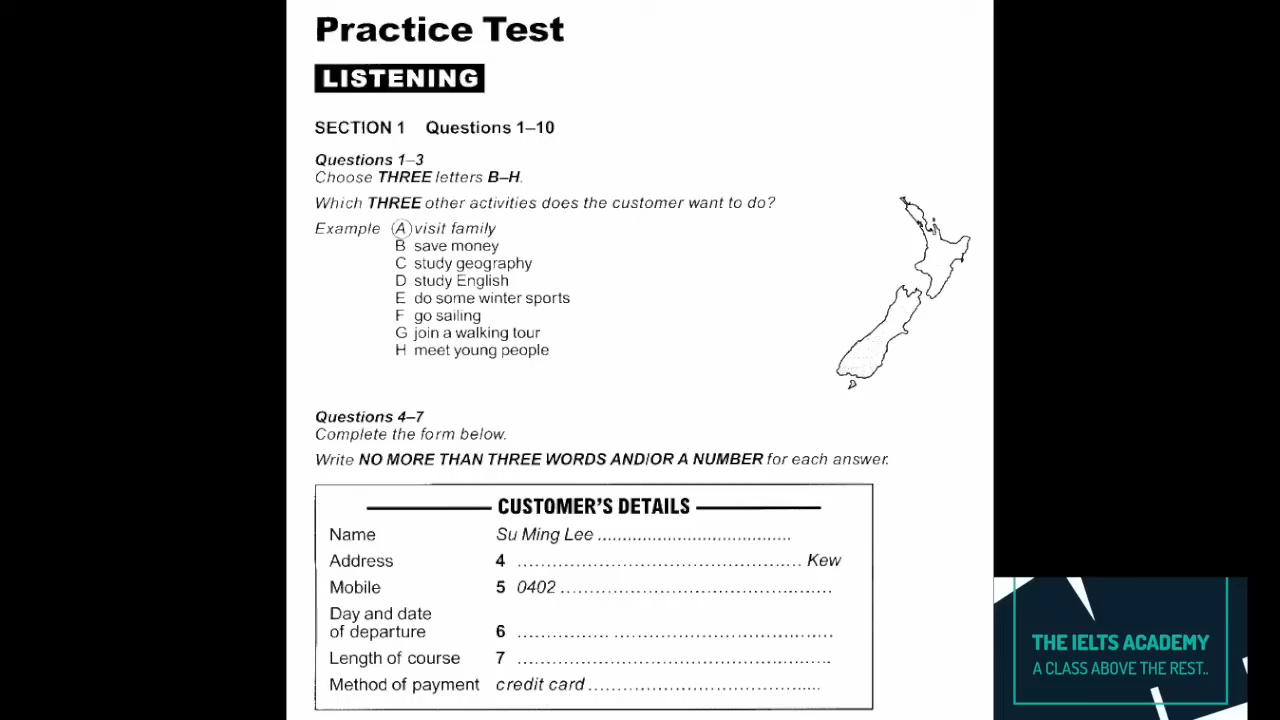 Practice Test
LISTENING
SECTION 1 Questions 1–10
Questions 1–3
Choose THREE letters B–H.
Which THREE other activities does the customer want to do?
Example A visit family
B save money
C study geography
D study English
E do some winter sports
F go sailing
G join a walking tour
H meet young people
Questions 4–7
Complete the form below.
Write NO MORE THAN THREE WORDS AND/OR A NUMBER for each answer.
CUSTOMER'S DETAILS
Name Su Ming Lee ......................................
Address 4 ................................................ Kew
Mobile 5 0402 ..............................................
Day and date
of departure 6 ................ .....................................
Length of course 7 .....................................................
Method of payment credit card .......................................
THE IELTS ACADEMY
A CLASS ABOVE THE REST..